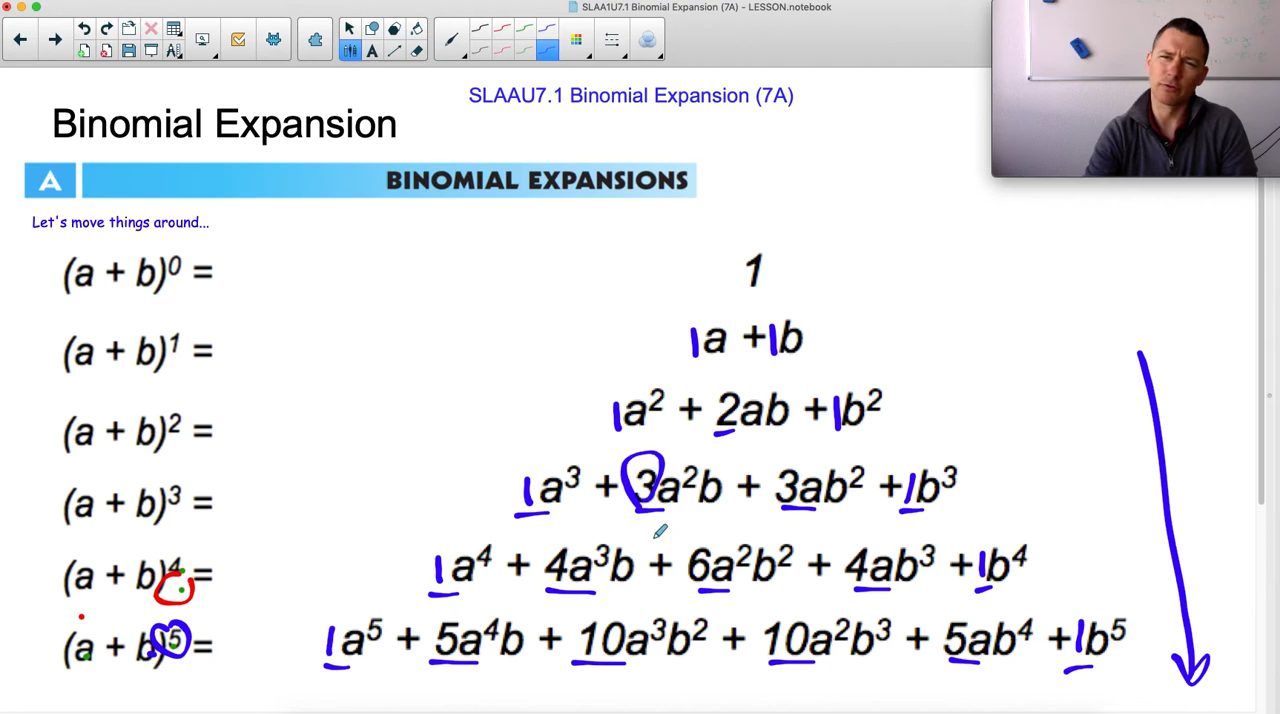 SLAA1U7.1 Binomial Expansion (7A) - LESSON.notebook
SLAAU7.1 Binomial Expansion (7A)
Binomial Expansion
A BINOMIAL EXPANSIONS
Let's move things around...
(a + b)⁰ = 1
(a + b)¹ = 1a + 1b
(a + b)² = 1a² + 2ab + 1b²
(a + b)³ = 1a³ + 3a²b + 3ab² + 1b³
(a + b)⁴ = 1a⁴ + 4a³b + 6a²b² + 4ab³ + 1b⁴
(a + b)⁵ = 1a⁵ + 5a⁴b + 10a³b² + 10a²b³ + 5ab⁴ + 1b⁵